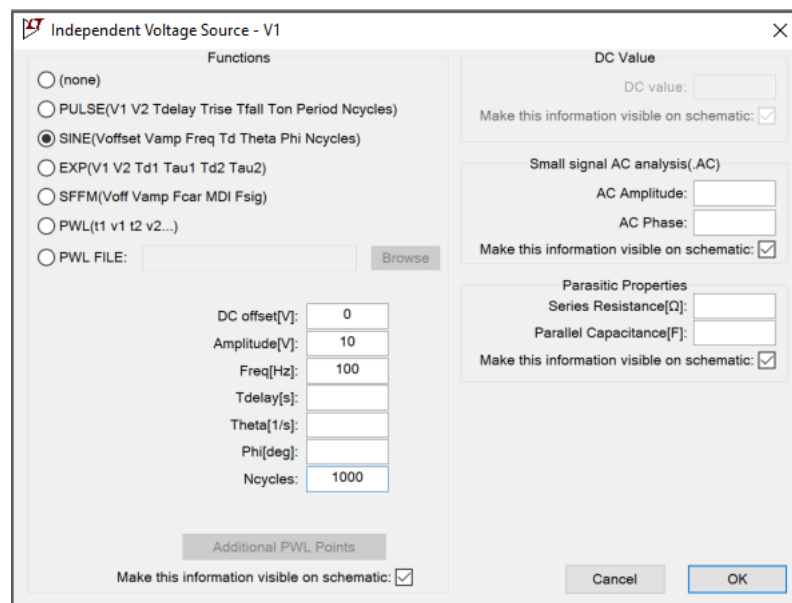 Independent Voltage Source - V1
Functions
(none)
PULSE(V1 V2 Tdelay Trise Tfall Ton Period Ncycles)
SINE(Voffset Vamp Freq Td Theta Phi Ncycles)
EXP(V1 V2 Td1 Tau1 Td2 Tau2)
SFFM(Voff Vamp Fcar MDI Fsig)
PWL(t1 v1 t2 v2...)
PWL FILE:
Browse
DC offset[V]: 0
Amplitude[V]: 10
Freq[Hz]: 100
Tdelay[s]:
Theta[1/s]:
Phi[deg]:
Ncycles: 1000
Additional PWL Points
Make this information visible on schematic:
DC Value
DC value:
Make this information visible on schematic:
Small signal AC analysis(.AC)
AC Amplitude:
AC Phase:
Make this information visible on schematic:
Parasitic Properties
Series Resistance[Ω]:
Parallel Capacitance[F]:
Make this information visible on schematic:
Cancel
OK